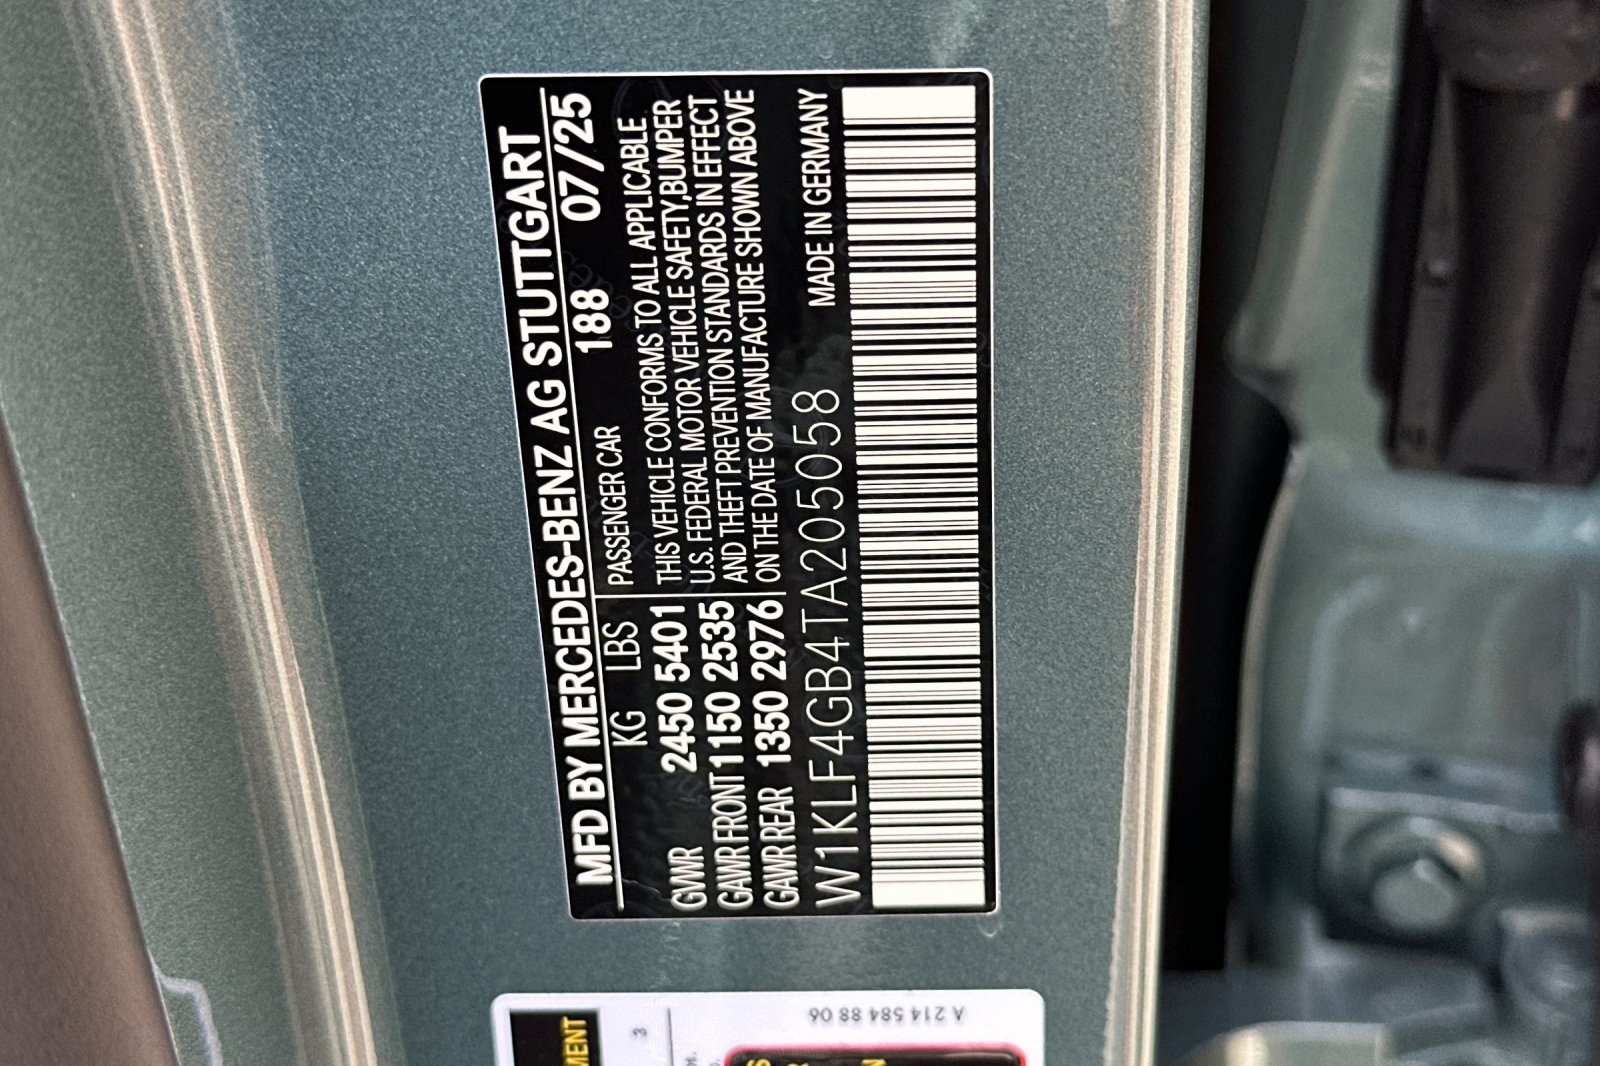 MFD BY MERCEDES-BENZ AG STUTTGART
188 07/25
KG LBS PASSENGER CAR
GVWR 2450 5401 THIS VEHICLE CONFORMS TO ALL APPLICABLE
U.S. FEDERAL MOTOR VEHICLE SAFETY,BUMPER
GAWR FRONT 1150 2535 AND THEFT PREVENTION STANDARDS IN EFFECT
GAWR REAR 1350 2976 ON THE DATE OF MANUFACTURE SHOWN ABOVE
MADE IN GERMANY
W1KLF4GB4TA205058
A 214 584 88 06
3